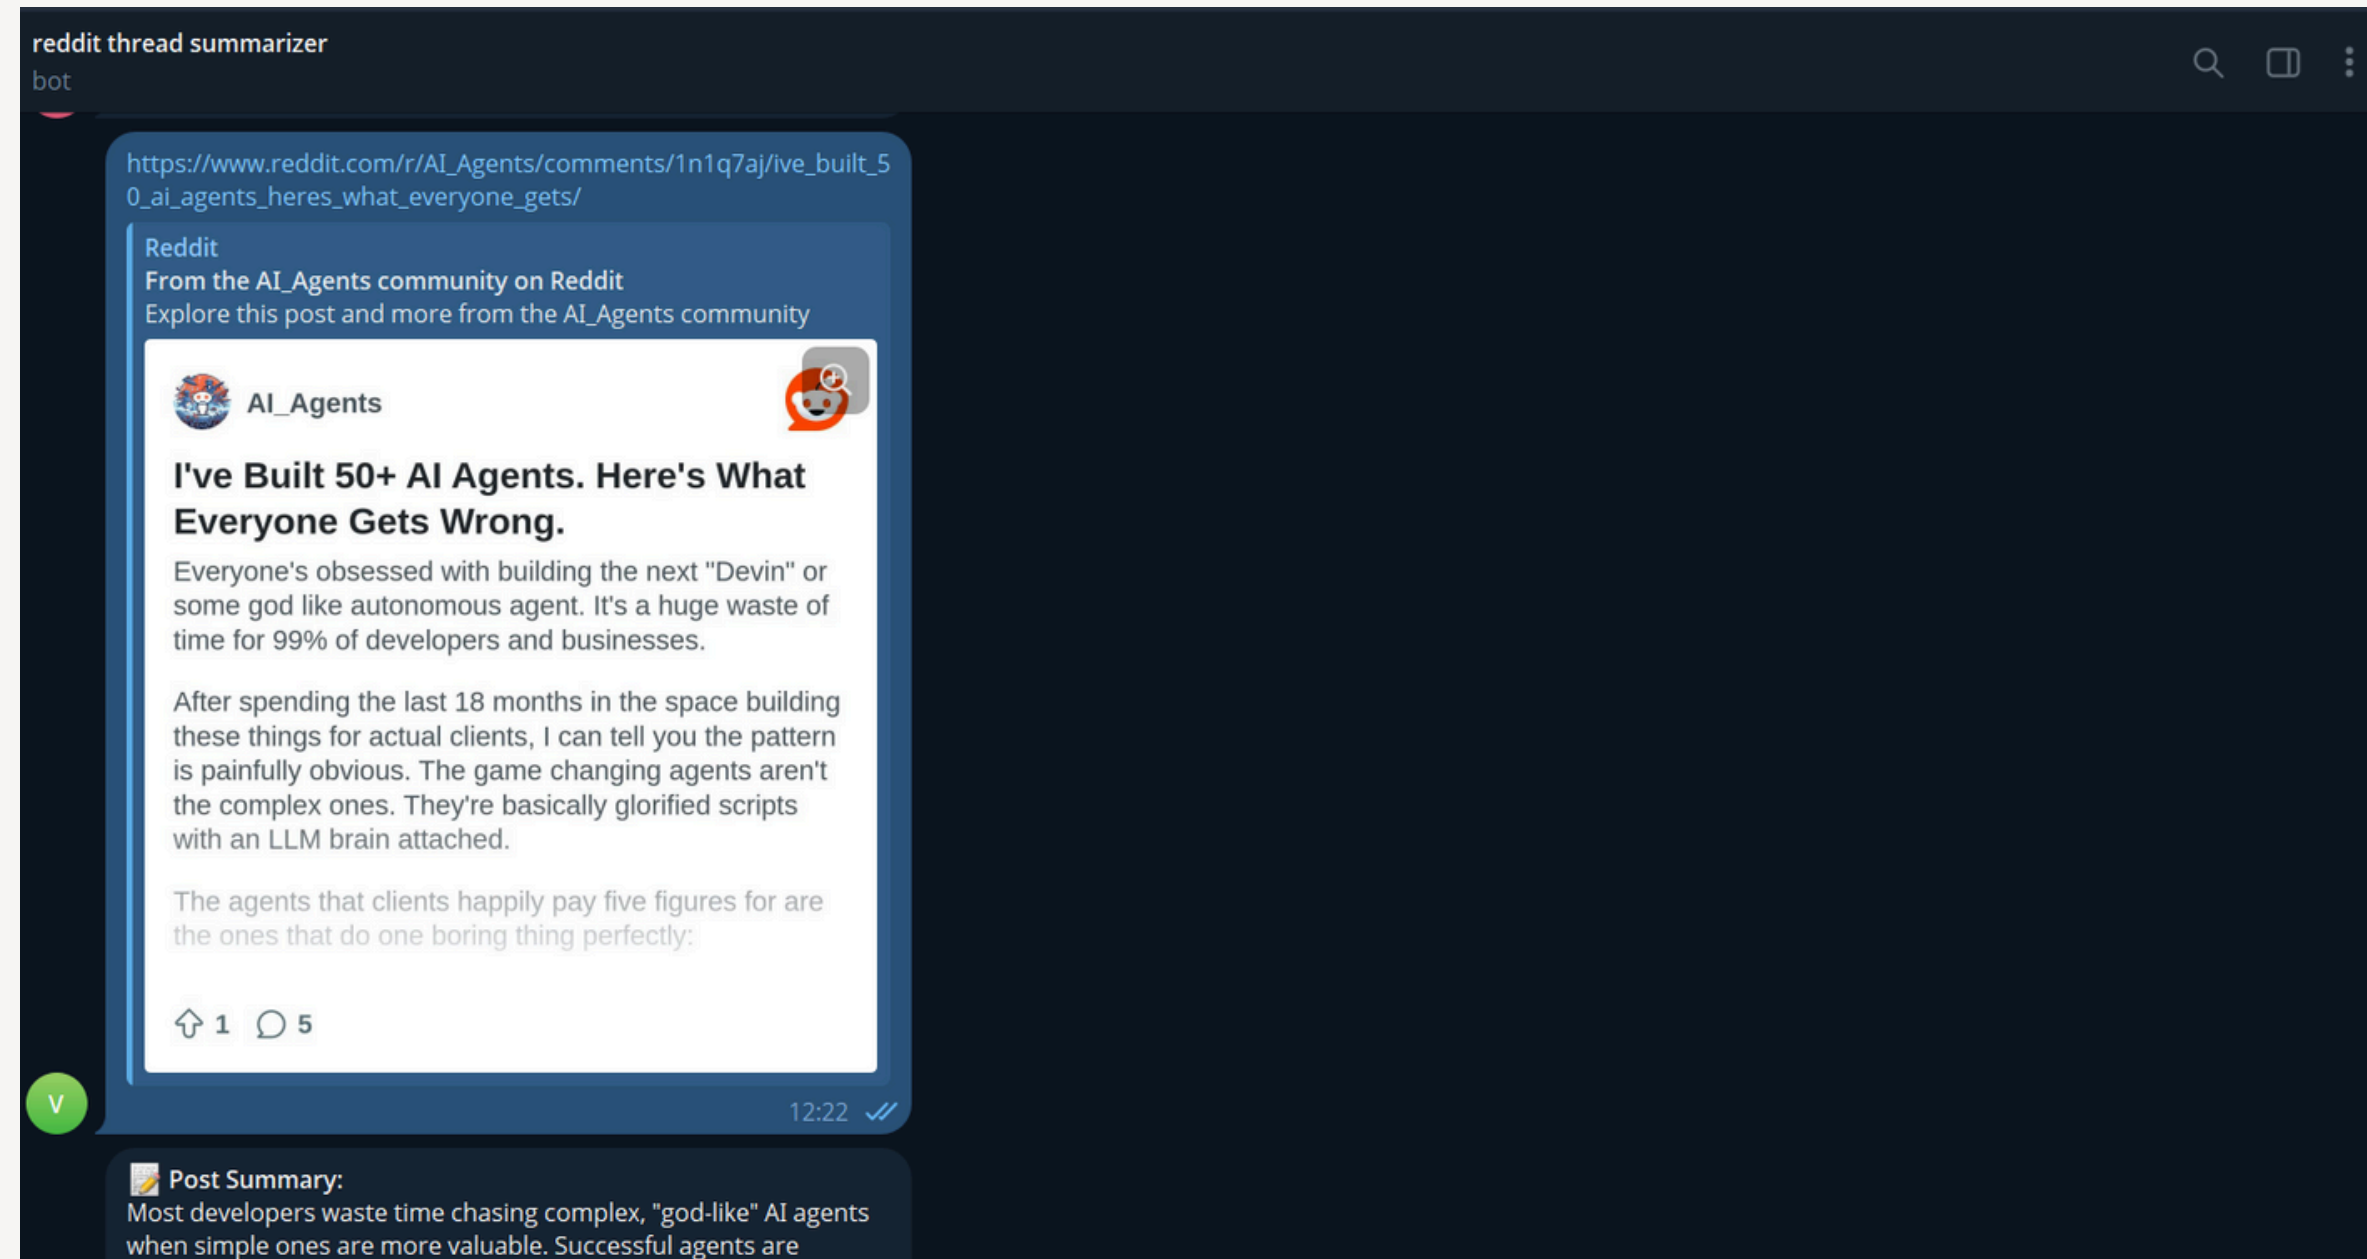 reddit thread summarizer
bot
https://www.reddit.com/r/AI_Agents/comments/1n1q7aj/ive_built_5
0_ai_agents_heres_what_everyone_gets/
Reddit
From the AI_Agents community on Reddit
Explore this post and more from the AI_Agents community
AI_Agents
I've Built 50+ AI Agents. Here's What
Everyone Gets Wrong.
Everyone's obsessed with building the next "Devin" or
some god like autonomous agent. It's a huge waste of
time for 99% of developers and businesses.
After spending the last 18 months in the space building
these things for actual clients, I can tell you the pattern
is painfully obvious. The game changing agents aren't
the complex ones. They're basically glorified scripts
with an LLM brain attached.
The agents that clients happily pay five figures for are
the ones that do one boring thing perfectly:
1 5
V
12:22
Post Summary:
Most developers waste time chasing complex, "god-like" AI agents
when simple ones are more valuable. Successful agents are